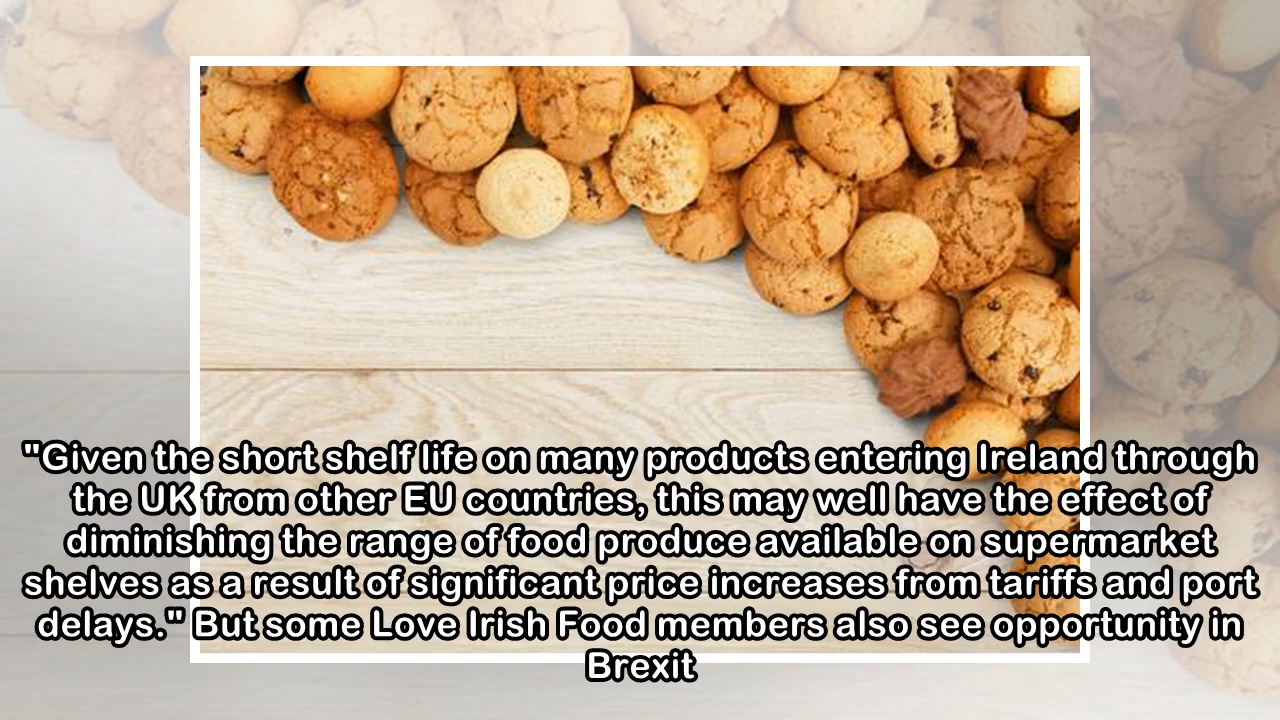 "Given the short shelf life on many products entering Ireland through
the UK from other EU countries, this may well have the effect of
diminishing the range of food produce available on supermarket
shelves as a result of significant price increases from tariffs and port
delays." But some Love Irish Food members also see opportunity in
Brexit